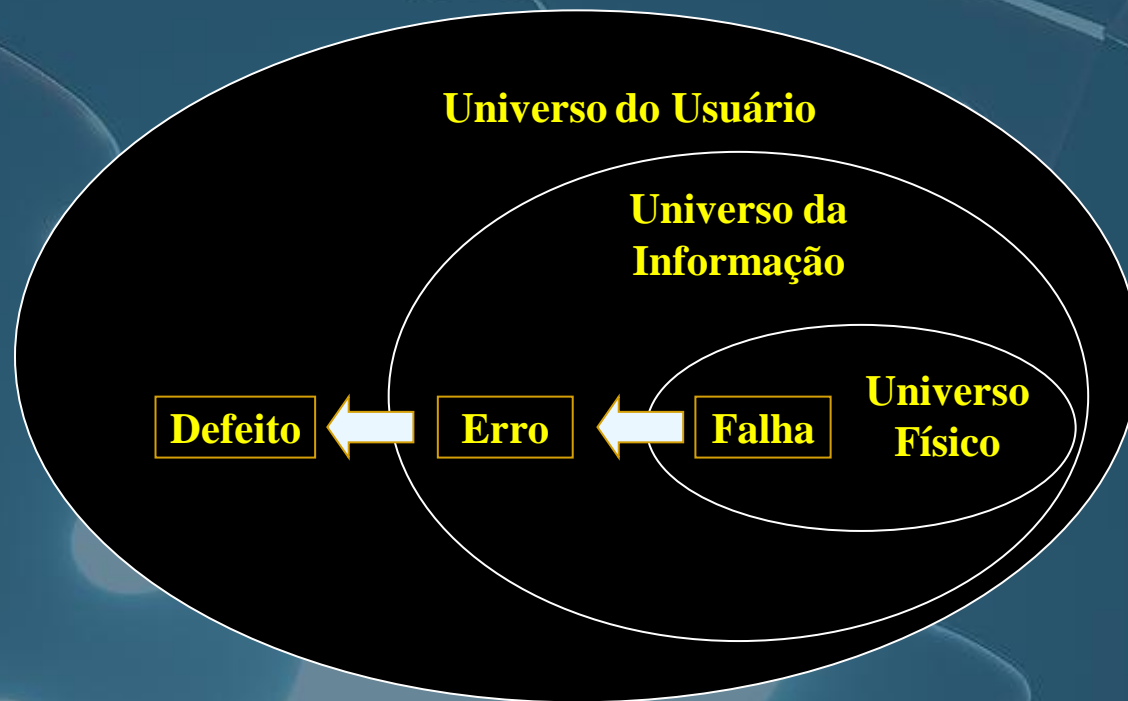 Universo do Usuário
Universo da
Informação
Universo
Físico
Defeito
Erro
Falha